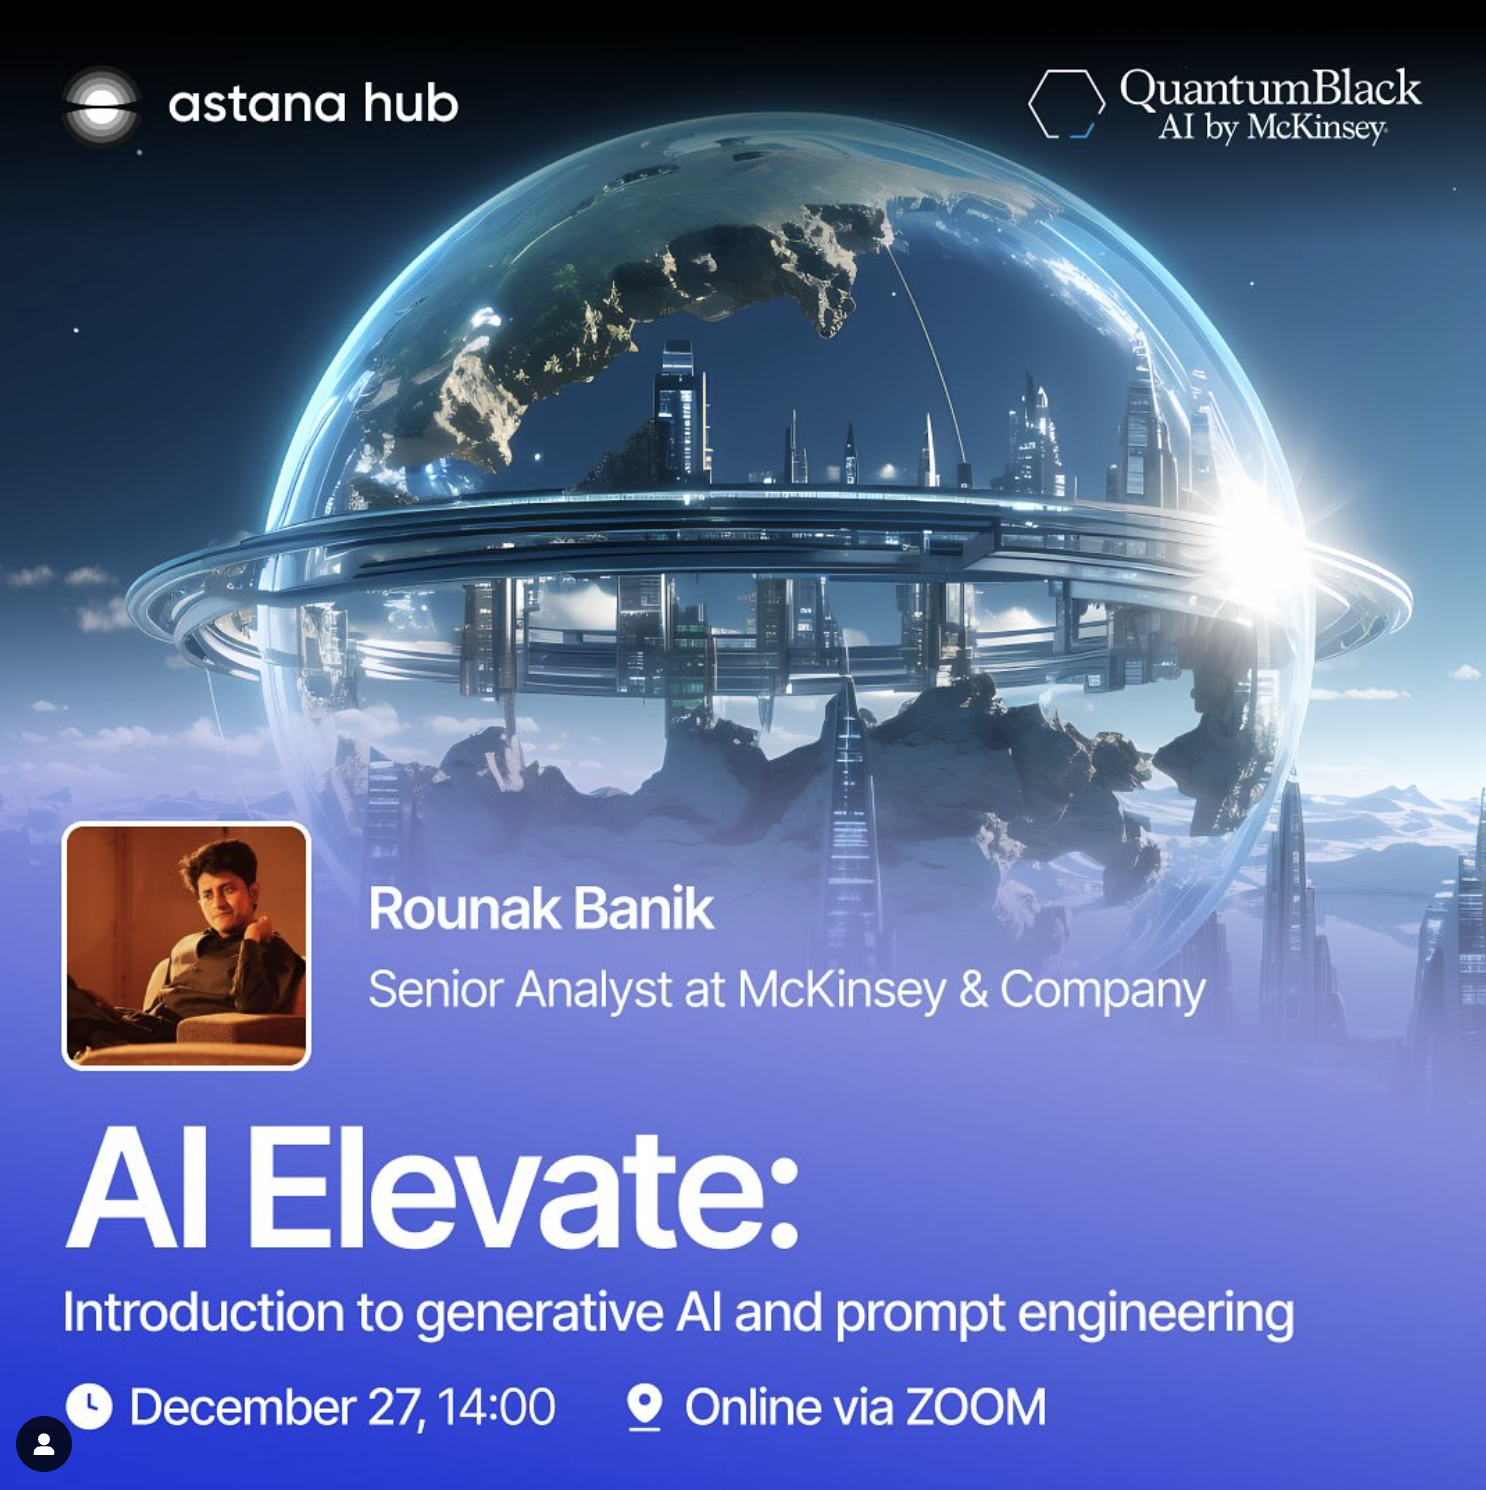 astana hub
QuantumBlack
AI by McKinsey
Rounak Banik
Senior Analyst at McKinsey & Company
AI Elevate:
Introduction to generative AI and prompt engineering
December 27, 14:00
Online via ZOOM